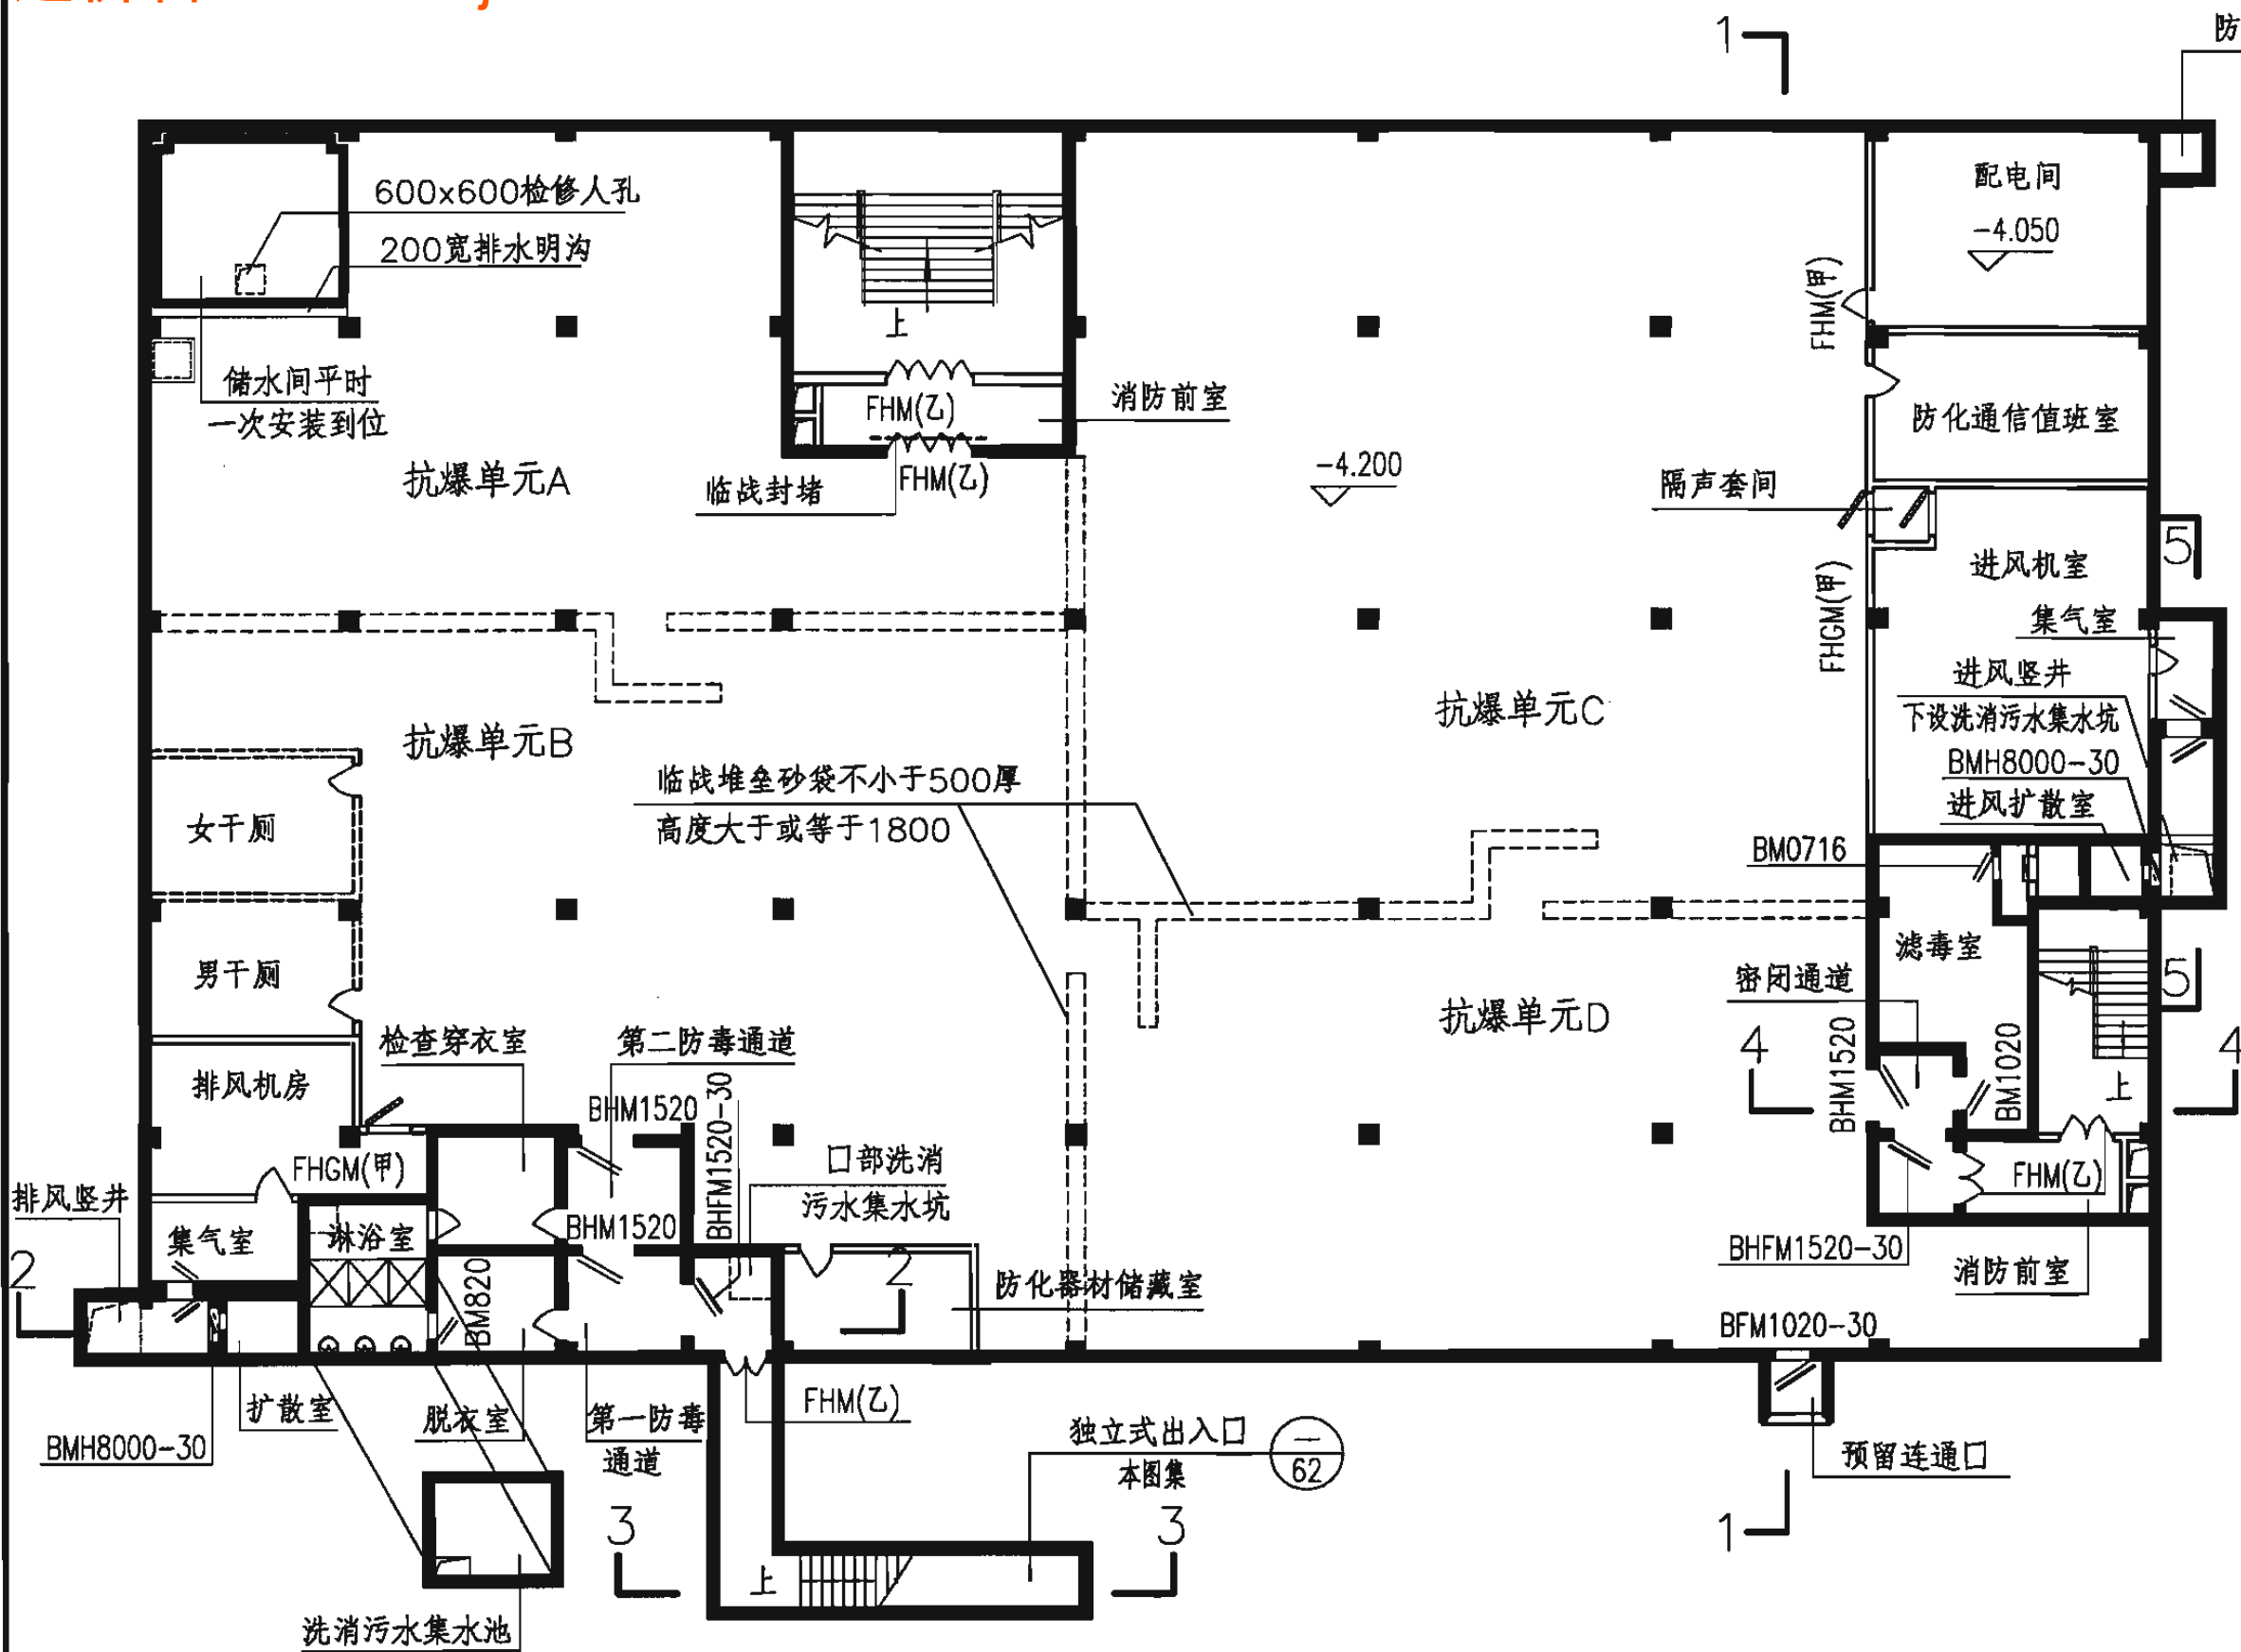 1
防
600x600检修人孔
200宽排水明沟
配电间
-4.050
FHM(甲)
上
储水间平时
一次安装到位
FHM(乙)
消防前室
防化通信值班室
抗爆单元A
临战封堵
FHM(乙)
-4.200
隔声套间
5
进风机室
FHGM(甲)
集气室
进风竖井
下设洗消污水集水坑
抗爆单元C
抗爆单元B
临战堆垒砂袋不小于500厚
高度大于或等于1800
BMH8000-30
进风扩散室
女干厕
BM0716
男干厕
滤毒室
密闭通道
5
抗爆单元D
检查穿衣室
第二防毒通道
4
4
BHM1520
BM1020
排风机房
BHM1520
BHFM1520-30
上
口部洗消
污水集水坑
FHGM(甲)
FHM(乙)
排风竖井
淋浴室
BHM1520
集气室
2
2
BM820
防化器材储藏室
BHFM1520-30
消防前室
BFM1020-30
扩散室
脱衣室
第一防毒
通道
FHM(乙)
BMH8000-30
独立式出入口
本图集
一
62
预留连通口
3
3
1
上
洗消污水集水池